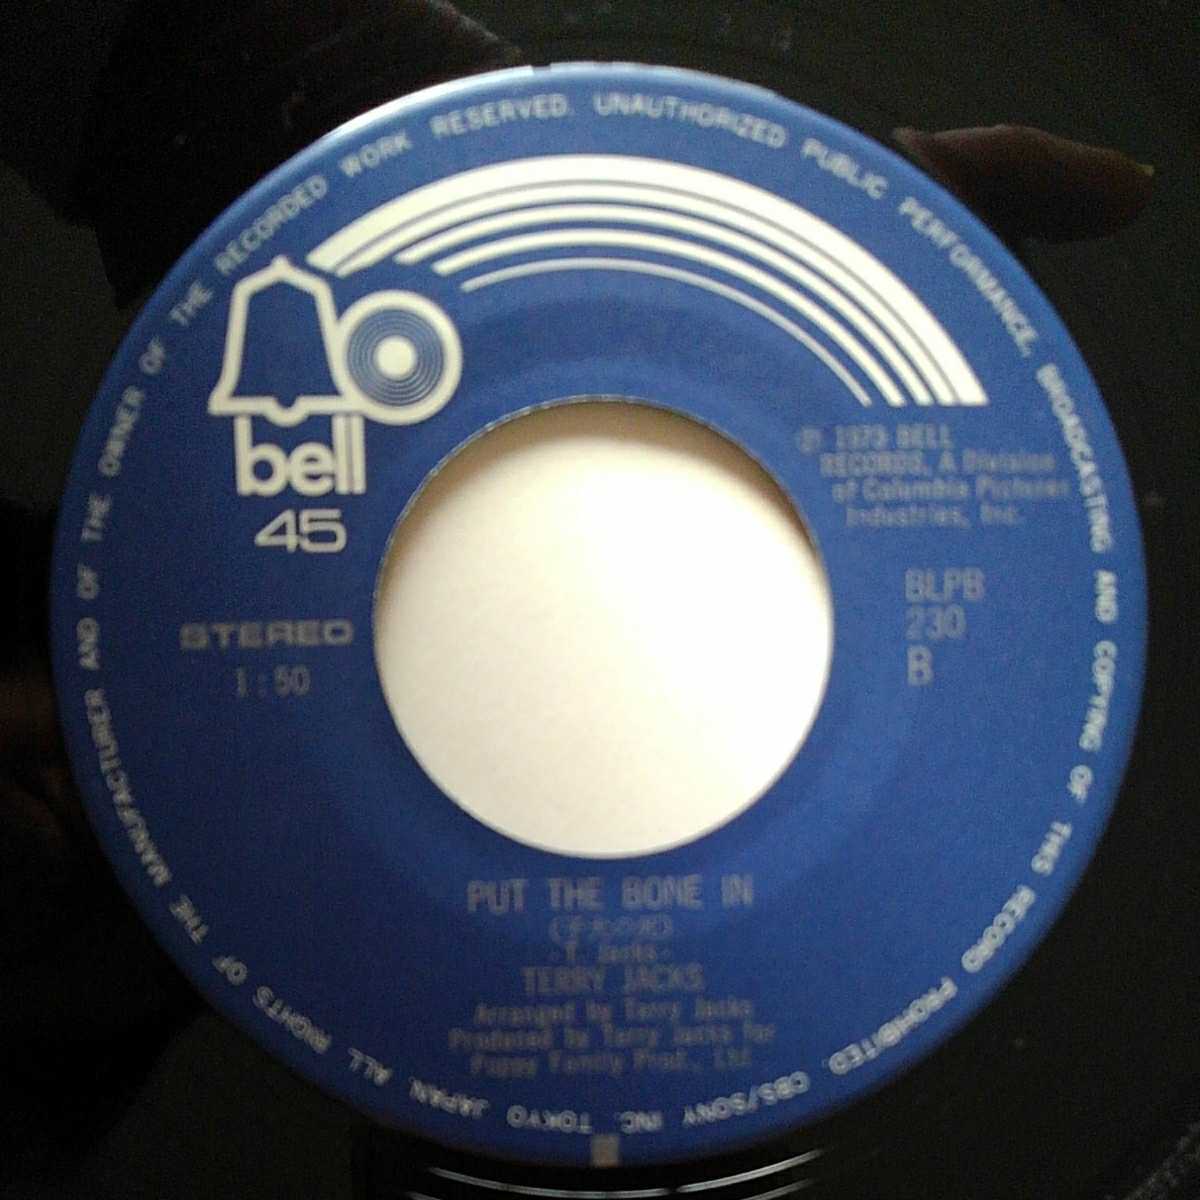 ALL RIGHTS OF THE MANUFACTURER AND OF THE OWNER OF THE RECORDED WORK RESERVED. UNAUTHORIZED PUBLIC PERFORMANCE, BROADCASTING AND COPYING OF THIS RECORD PROHIBITED. CBS/SONY INC. TOKYO JAPAN.
bell
45
℗ 1973 BELL
RECORDS, A Division
of Columbia Pictures
Industries, Inc.
STEREO
1:50
BLPB
230
B
PUT THE BONE IN
-T. Jacks-
TERRY JACKS
Arranged by Terry Jacks
Produced by Terry Jacks for
Poppy Family Prod., Ltd.